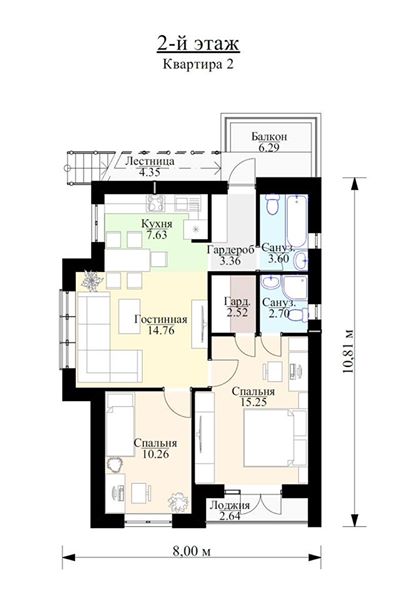 2-й этаж
Квартира 2
Балкон
6.29
Лестница
4.35
Кухня
7.63
Гардероб
3.36
Сануз.
3.60
Гостинная
14.76
Гард.
2.52
Сануз.
2.70
Спальня
15.25
Спальня
10.26
Лоджия
2.64
10,81 м
8,00 м